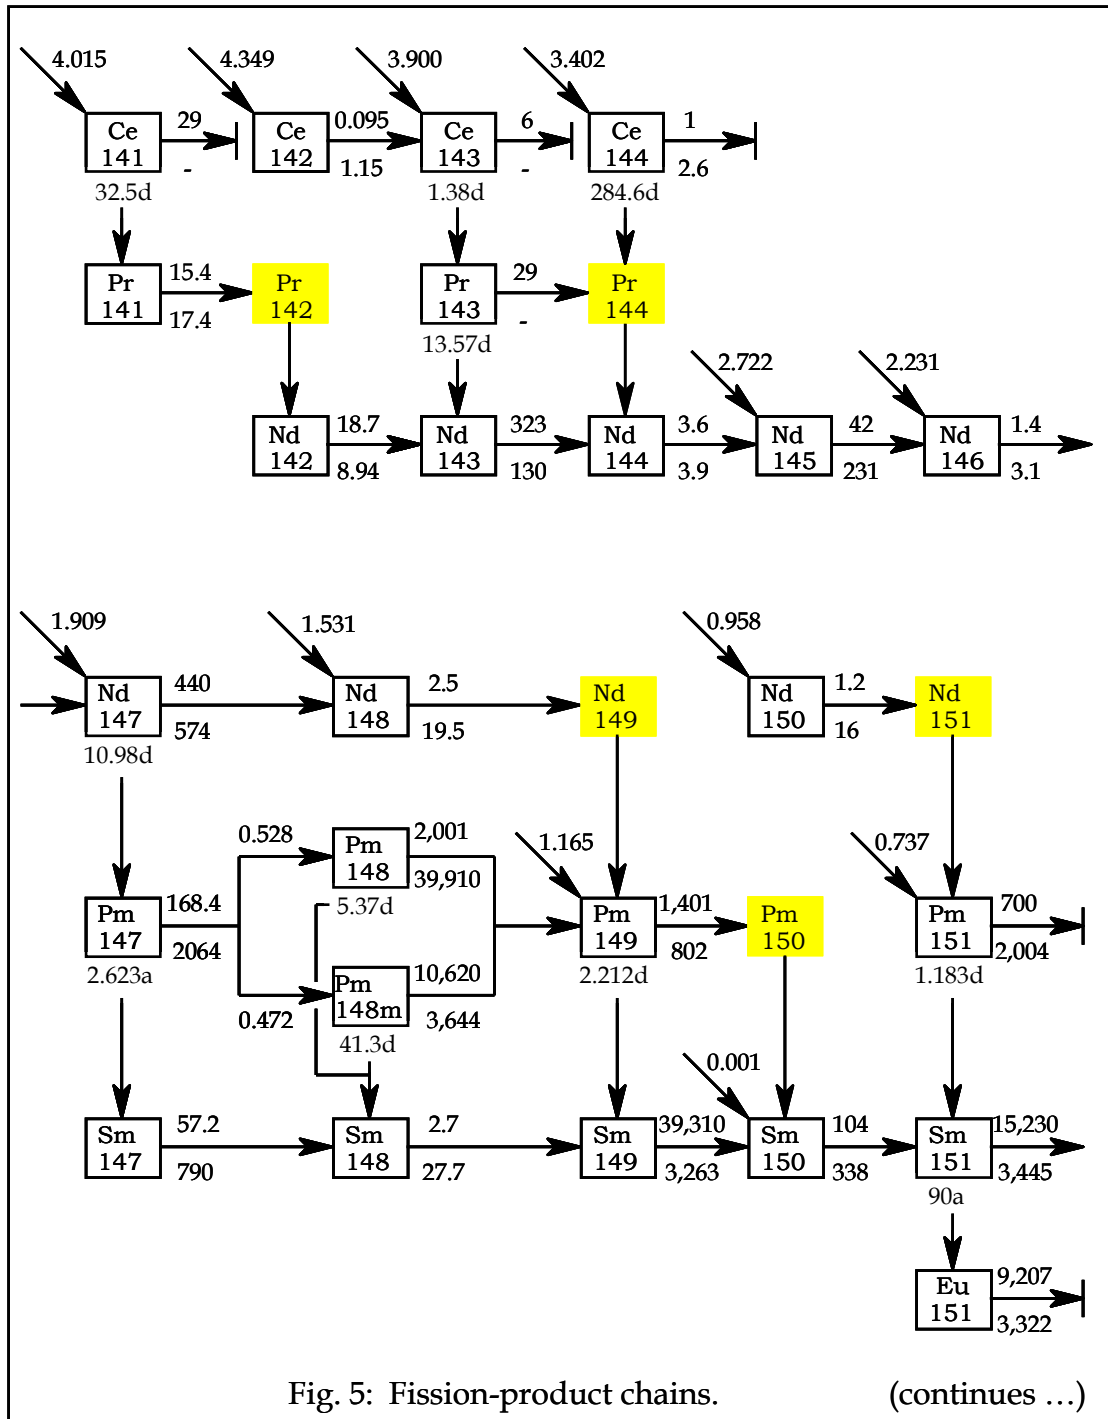 4.015 4.349 3.900 3.402
Ce 29 Ce 0.095 Ce 6 Ce 1
141 - 142 1.15 143 - 144 2.6
32.5d 1.38d 284.6d
Pr 15.4 Pr Pr 29 Pr
141 17.4 142 143 - 144
13.57d
2.722 2.231
Nd 18.7 Nd 323 Nd 3.6 Nd 42 Nd 1.4
142 8.94 143 130 144 3.9 145 231 146 3.1
1.909 1.531 0.958
Nd 440 Nd 2.5 Nd Nd 1.2 Nd
147 574 148 19.5 149 150 16 151
10.98d
0.528 Pm 2,001 1.165 0.737
148 39,910
5.37d
Pm 168.4 Pm 1,401 Pm Pm 700
147 2064 149 802 150 151 2,004
2.623a 2.212d 1.183d
Pm 10,620
0.472 148m 3,644
41.3d
0.001
Sm 57.2 Sm 2.7 Sm 39,310 Sm 104 Sm 15,230
147 790 148 27.7 149 3,263 150 338 151 3,445
90a
Eu 9,207
151 3,322
Fig. 5: Fission-product chains. (continues …)